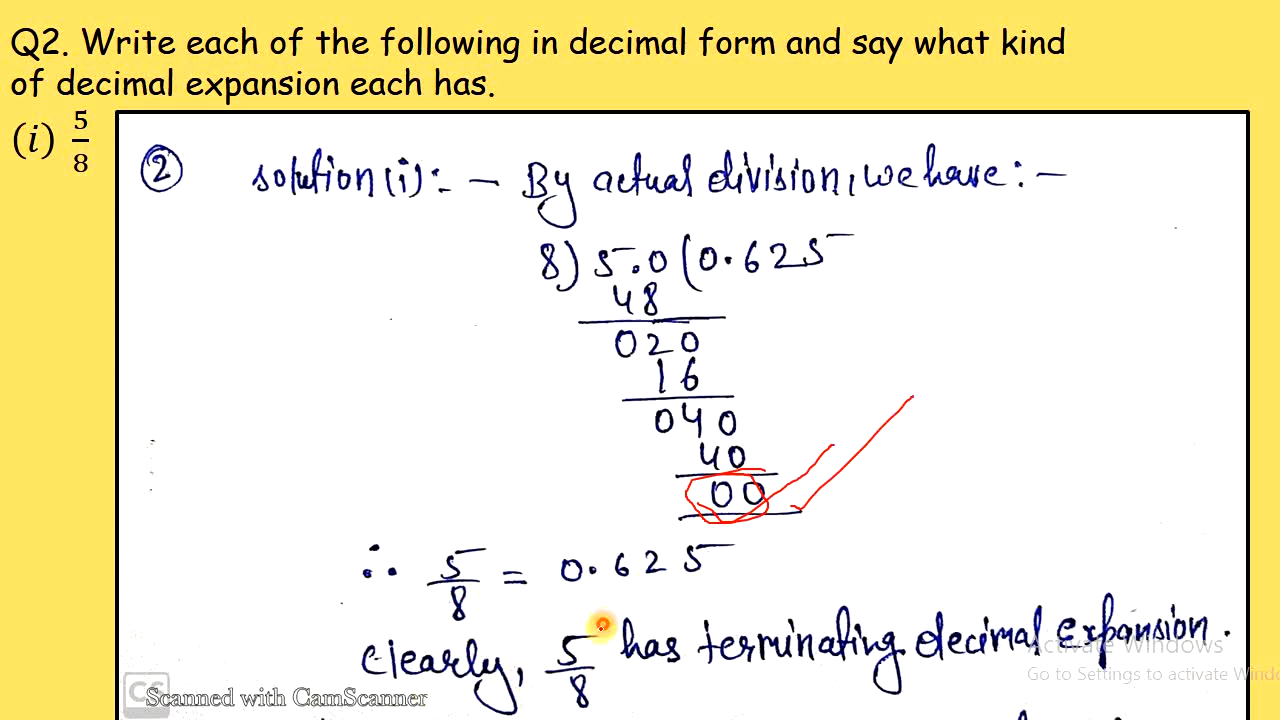 Q2. Write each of the following in decimal form and say what kind
of decimal expansion each has.
(i) 5/8
② Solution(i):- - By actual division, we have:-
8) 5.0 (0.625
48
020
16
040
40
00
∴ 5/8 = 0.625
Clearly, 5/8 has terminating decimal expansion.
Activate Windows
Go to Settings to activate Wind
CS
Scanned with CamScanner